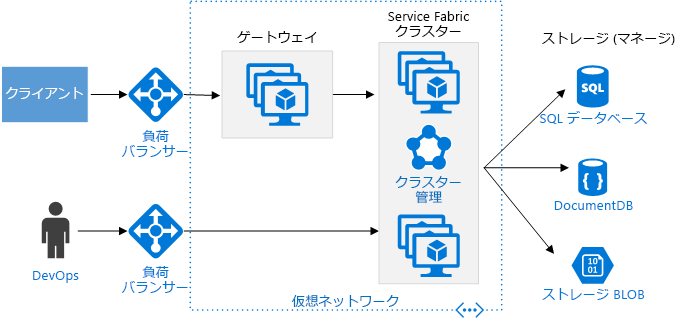 Service Fabric
クラスター
ゲートウェイ
ストレージ (マネージ)
クライアント
負荷
バランサー
SQL
SQL データベース
クラスター
管理
DocumentDB
DevOps
負荷
バランサー
10
01
ストレージ BLOB
仮想ネットワーク